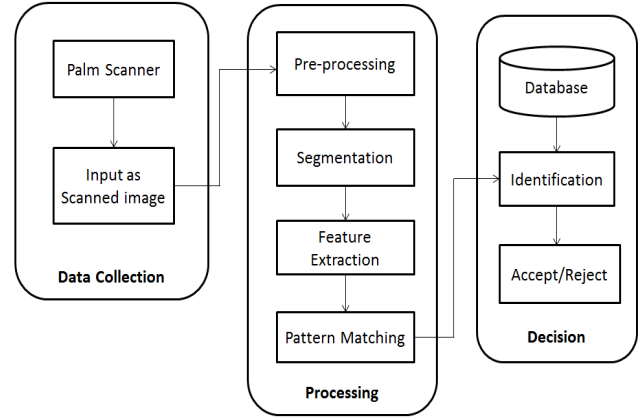 Palm Scanner
Input as
Scanned image
Data Collection
Pre-processing
Segmentation
Feature
Extraction
Pattern Matching
Processing
Database
Identification
Accept/Reject
Decision